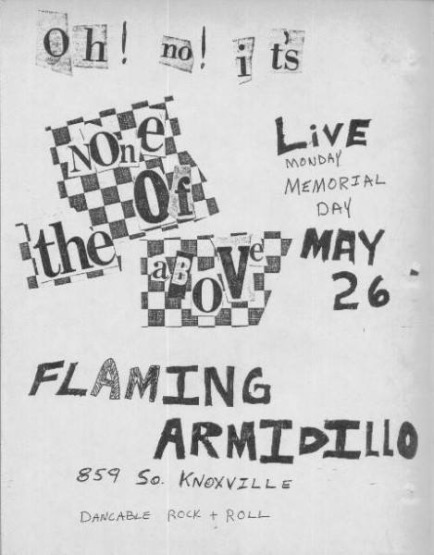 Oh! no! it's
NOne
Of
the
aBOVe
LiVE
MONDAY
MEMORIAL
DAY
MAY
26
FLAMING
ARMIDILLO
859 So. KNOXVILLE
DANCABLE ROCK + ROLL